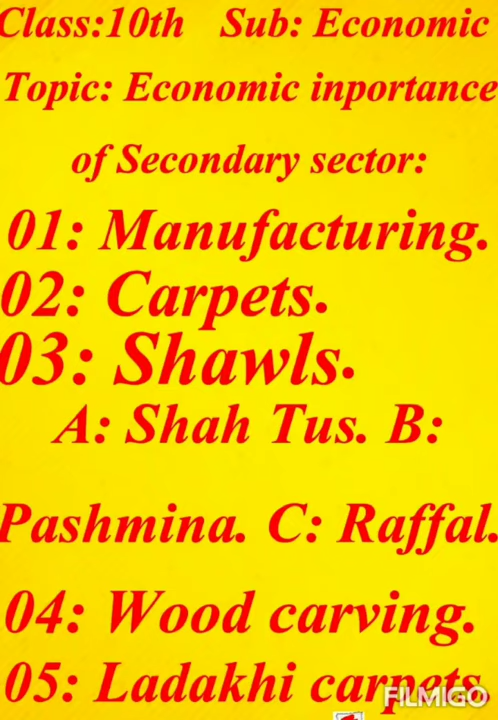 Class:10th Sub: Economic
Topic: Economic inportance
of Secondary sector:
01: Manufacturing.
02: Carpets.
03: Shawls.
A: Shah Tus. B:
Pashmina. C: Raffal.
04: Wood carving.
05: Ladakhi carpets.
FILMIGO